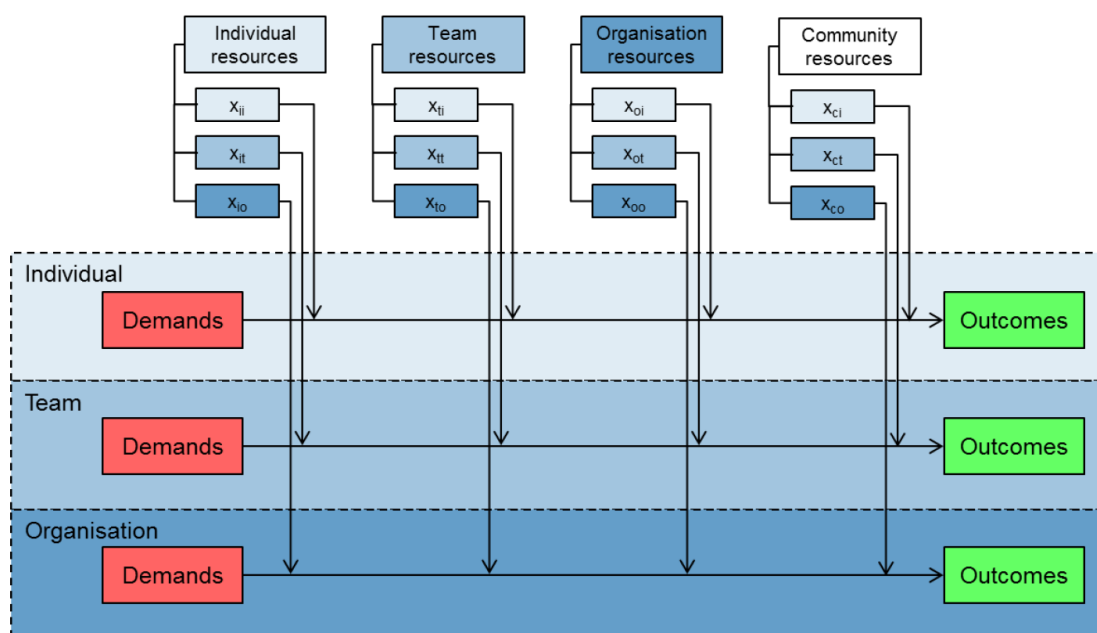 Individual
resources
Team
resources
Organisation
resources
Community
resources
x_ii
x_ti
x_oi
x_ci
x_it
x_tt
x_ot
x_ct
x_io
x_to
x_oo
x_co
Individual
Demands
Outcomes
Team
Demands
Outcomes
Organisation
Demands
Outcomes